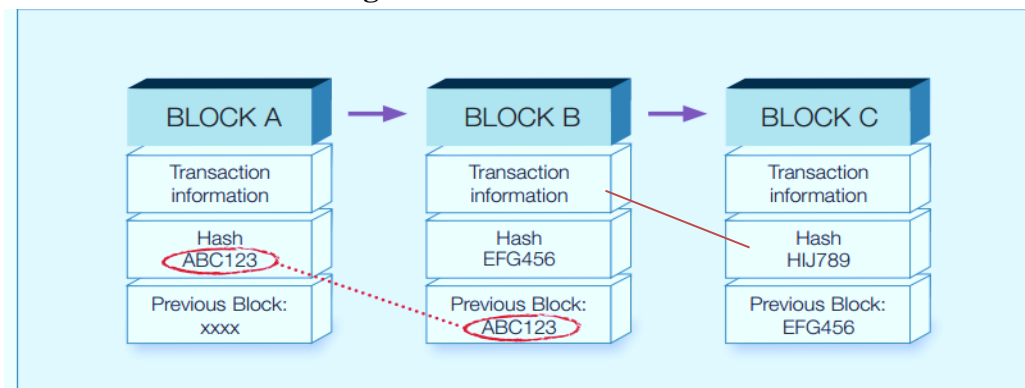 BLOCK A
Transaction
information
Hash
ABC123
Previous Block:
xxxx
BLOCK B
Transaction
information
Hash
EFG456
Previous Block:
ABC123
BLOCK C
Transaction
information
Hash
HIJ789
Previous Block:
EFG456